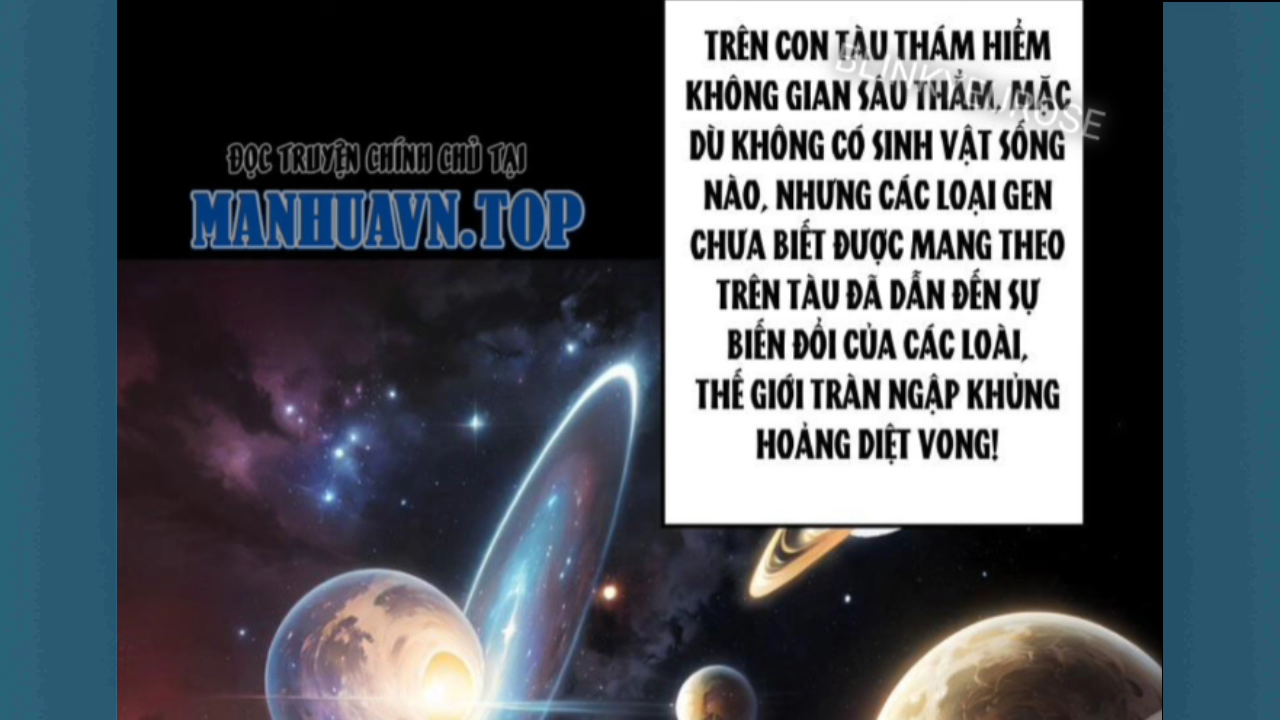 ĐỌC TRUYỆN CHÍNH CHỦ TẠI
MANHUAVN.TOP
TRÊN CON TÀU THÁM HIỂM
KHÔNG GIAN SÂU THẲM, MẶC
DÙ KHÔNG CÓ SINH VẬT SỐNG
NÀO, NHƯNG CÁC LOẠI GEN
CHƯA BIẾT ĐƯỢC MANG THEO
TRÊN TÀU ĐÃ DẪN ĐẾN SỰ
BIẾN ĐỔI CỦA CÁC LOÀI,
THẾ GIỚI TRÀN NGẬP KHỦNG
HOẢNG DIỆT VONG!